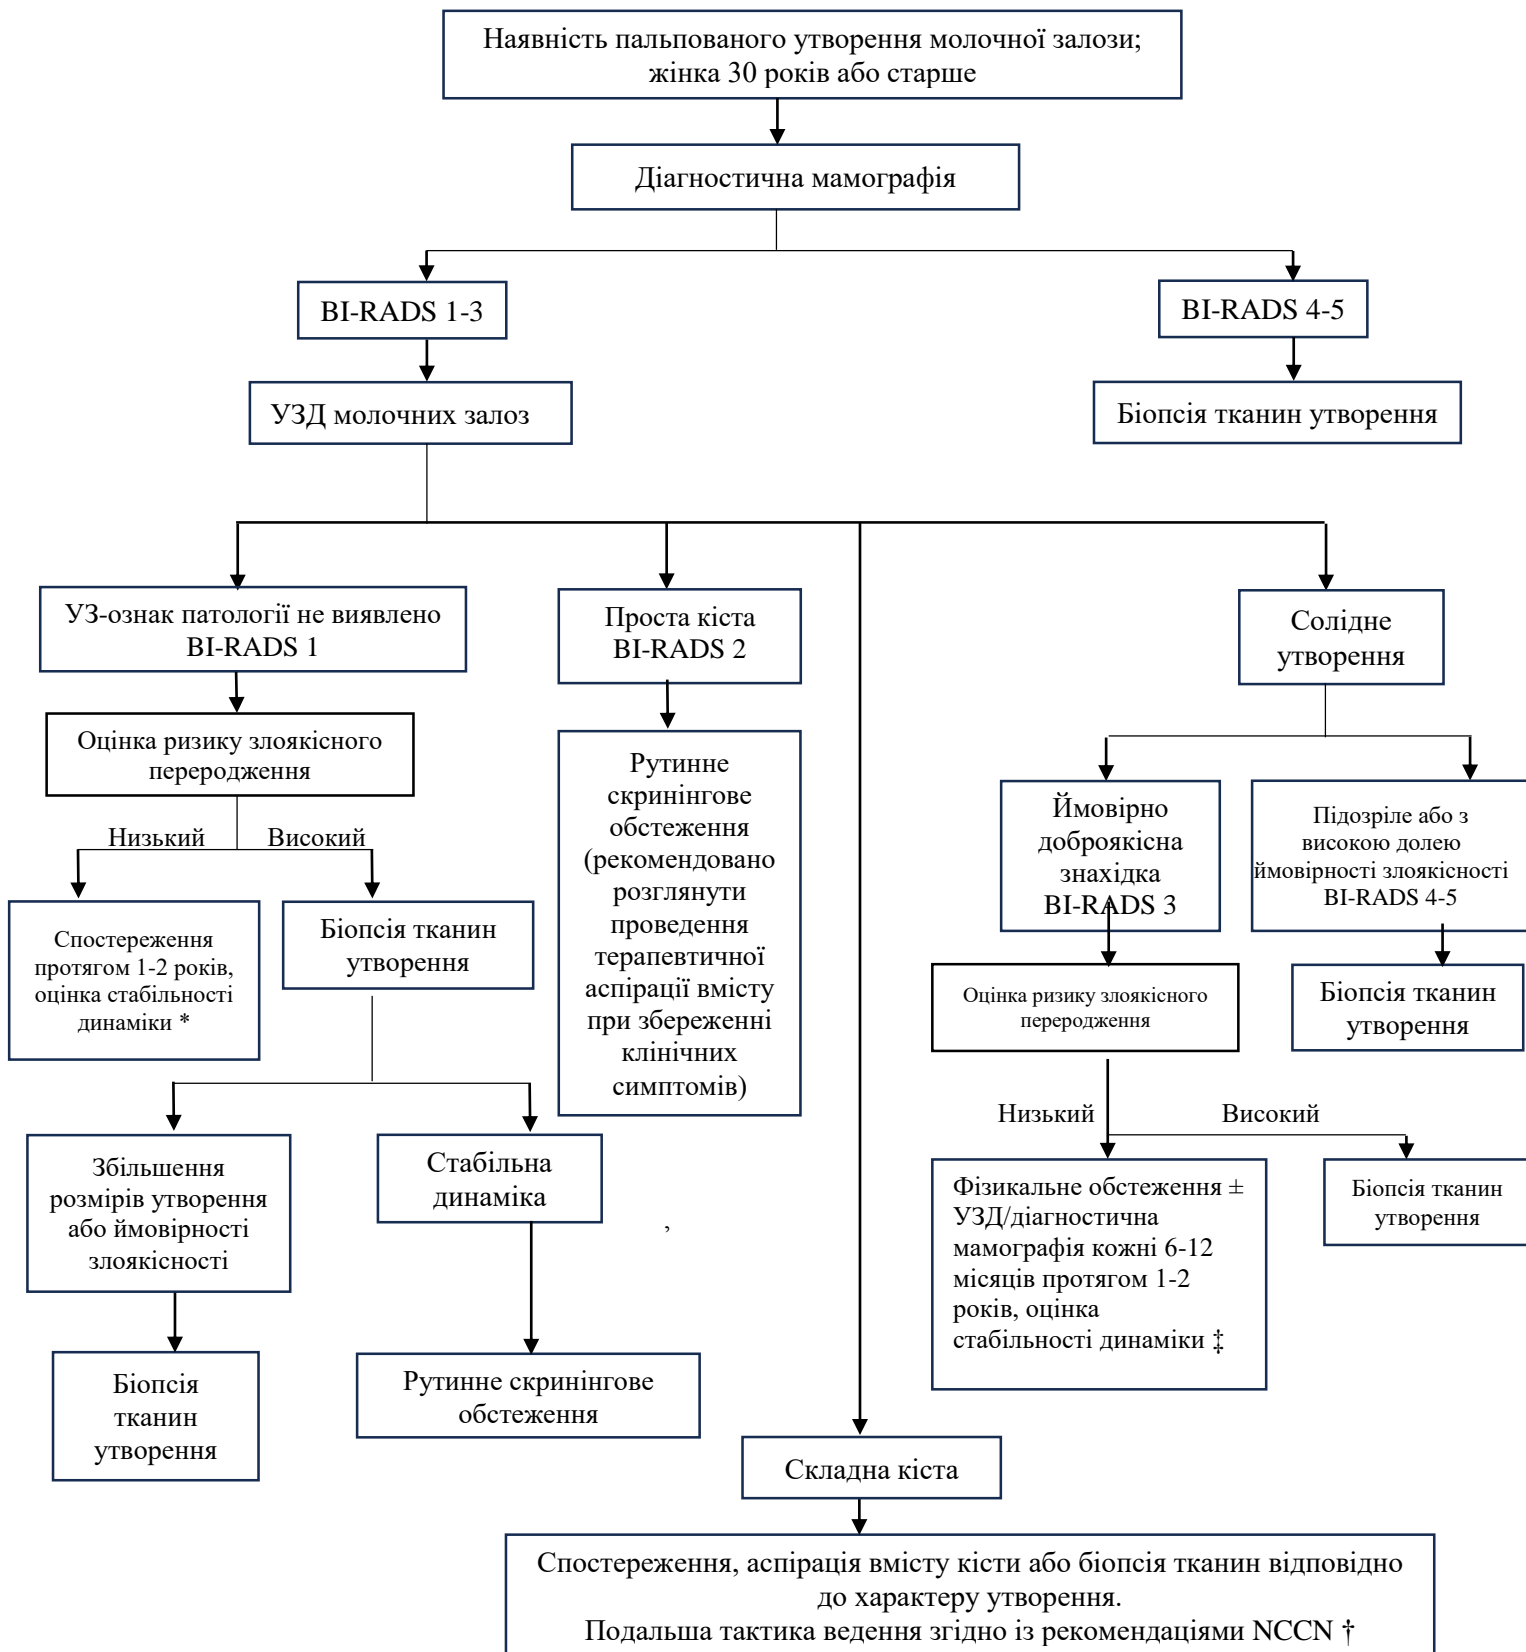 Наявність пальпованого утворення молочної залози;
жінка 30 років або старше
Діагностична мамографія
BI-RADS 1-3
BI-RADS 4-5
УЗД молочних залоз
Біопсія тканин утворення
УЗ-ознак патології не виявлено
BI-RADS 1
Проста кіста
BI-RADS 2
Солідне
утворення
Оцінка ризику злоякісного
переродження
Низький
Високий
Рутинне
скринінгове
обстеження
(рекомендовано
розглянути
проведення
терапевтичної
аспірації вмісту
при збереженні
клінічних
симптомів)
Ймовірно
доброякісна
знахідка
BI-RADS 3
Підозріле або з
високою долею
ймовірності злоякісності
BI-RADS 4-5
Спостереження
протягом 1-2 років,
оцінка стабільності
динаміки *
Біопсія тканин
утворення
Оцінка ризику злоякісного
переродження
Біопсія тканин
утворення
Низький
Високий
Збільшення
розмірів утворення
або ймовірності
злоякісності
Стабільна
динаміка
,
Фізикальне обстеження ±
УЗД/діагностична
мамографія кожні 6-12
місяців протягом 1-2
років, оцінка
стабільності динаміки ‡
Біопсія тканин
утворення
Біопсія
тканин
утворення
Рутинне скринінгове
обстеження
Складна кіста
Спостереження, аспірація вмісту кісти або біопсія тканин відповідно
до характеру утворення.
Подальша тактика ведення згідно із рекомендаціями NCCN †